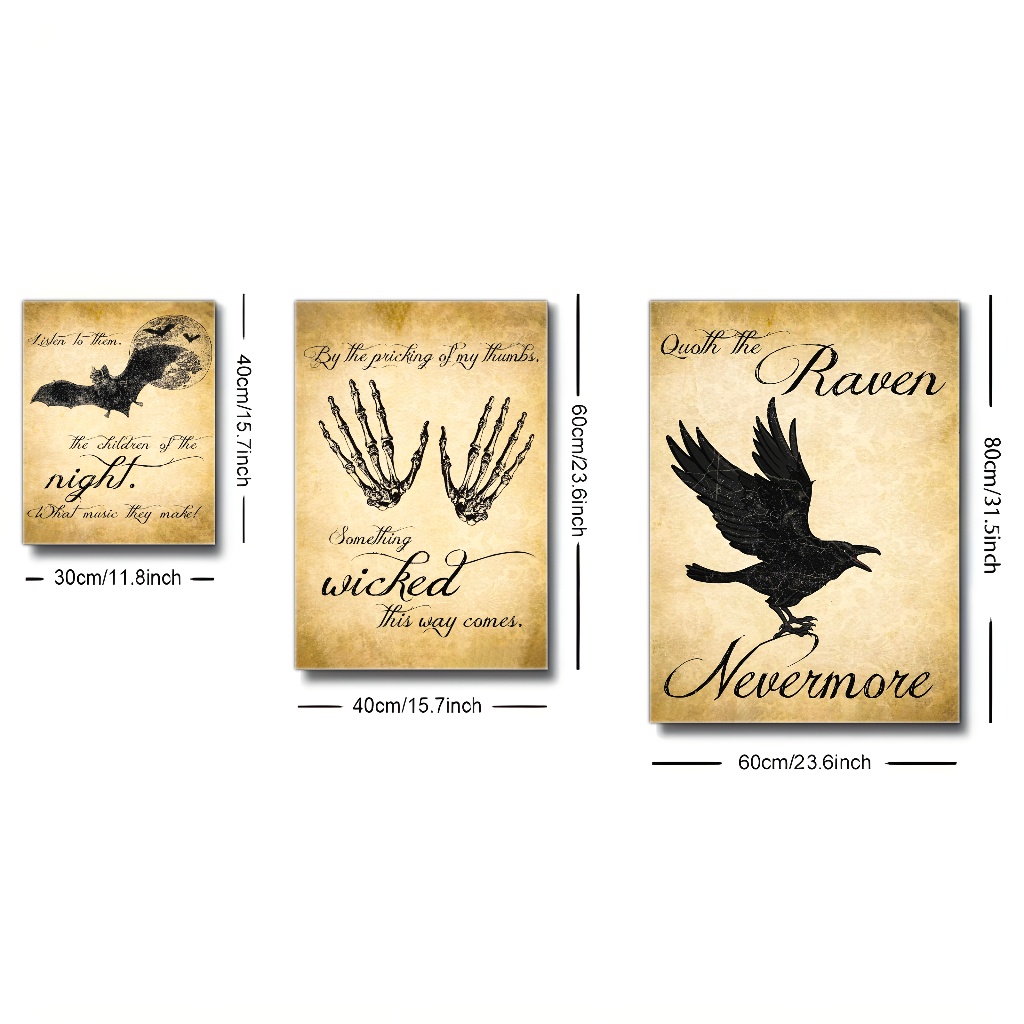 Listen to them.
the children of the
night.
What music they make!
40cm/15.7inch
30cm/11.8inch
By the pricking of my thumbs,
Something
wicked
this way comes.
60cm/23.6inch
40cm/15.7inch
Quoth the
Raven
Nevermore
80cm/31.5inch
60cm/23.6inch